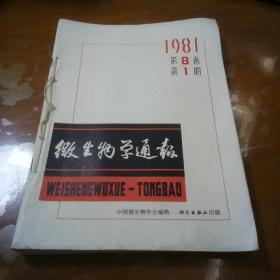 1981
第8卷
第1期
微生物学通报
WEISHENGWUXUE-TONGBAO
中国微生物学会编辑 科学出版社出版